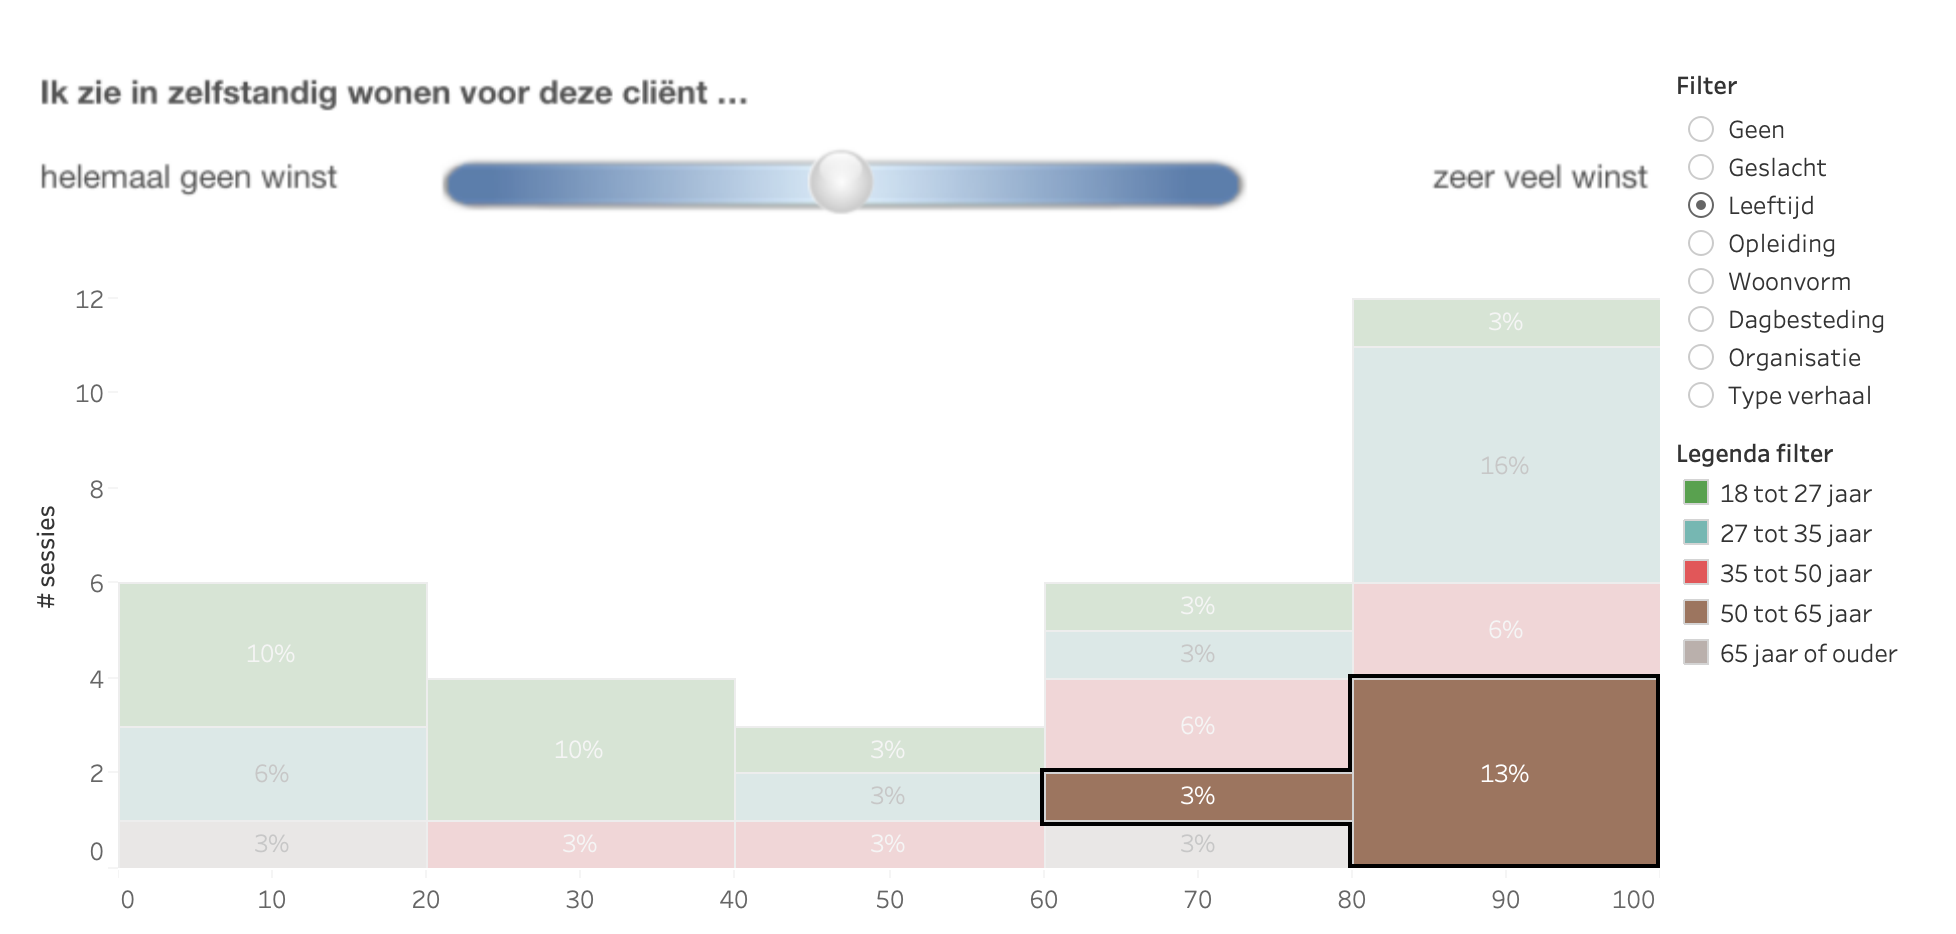 Ik zie in zelfstandig wonen voor deze cliënt ...
helemaal geen winst
zeer veel winst
Filter
Geen
Geslacht
Leeftijd
Opleiding
Woonvorm
Dagbesteding
Organisatie
Type verhaal
Legenda filter
18 tot 27 jaar
27 tot 35 jaar
35 tot 50 jaar
50 tot 65 jaar
65 jaar of ouder
# sessies
12
10
8
6
4
2
0
10%
6%
3%
10%
3%
3%
3%
3%
3%
3%
6%
3%
3%
3%
16%
6%
13%
0 10 20 30 40 50 60 70 80 90 100